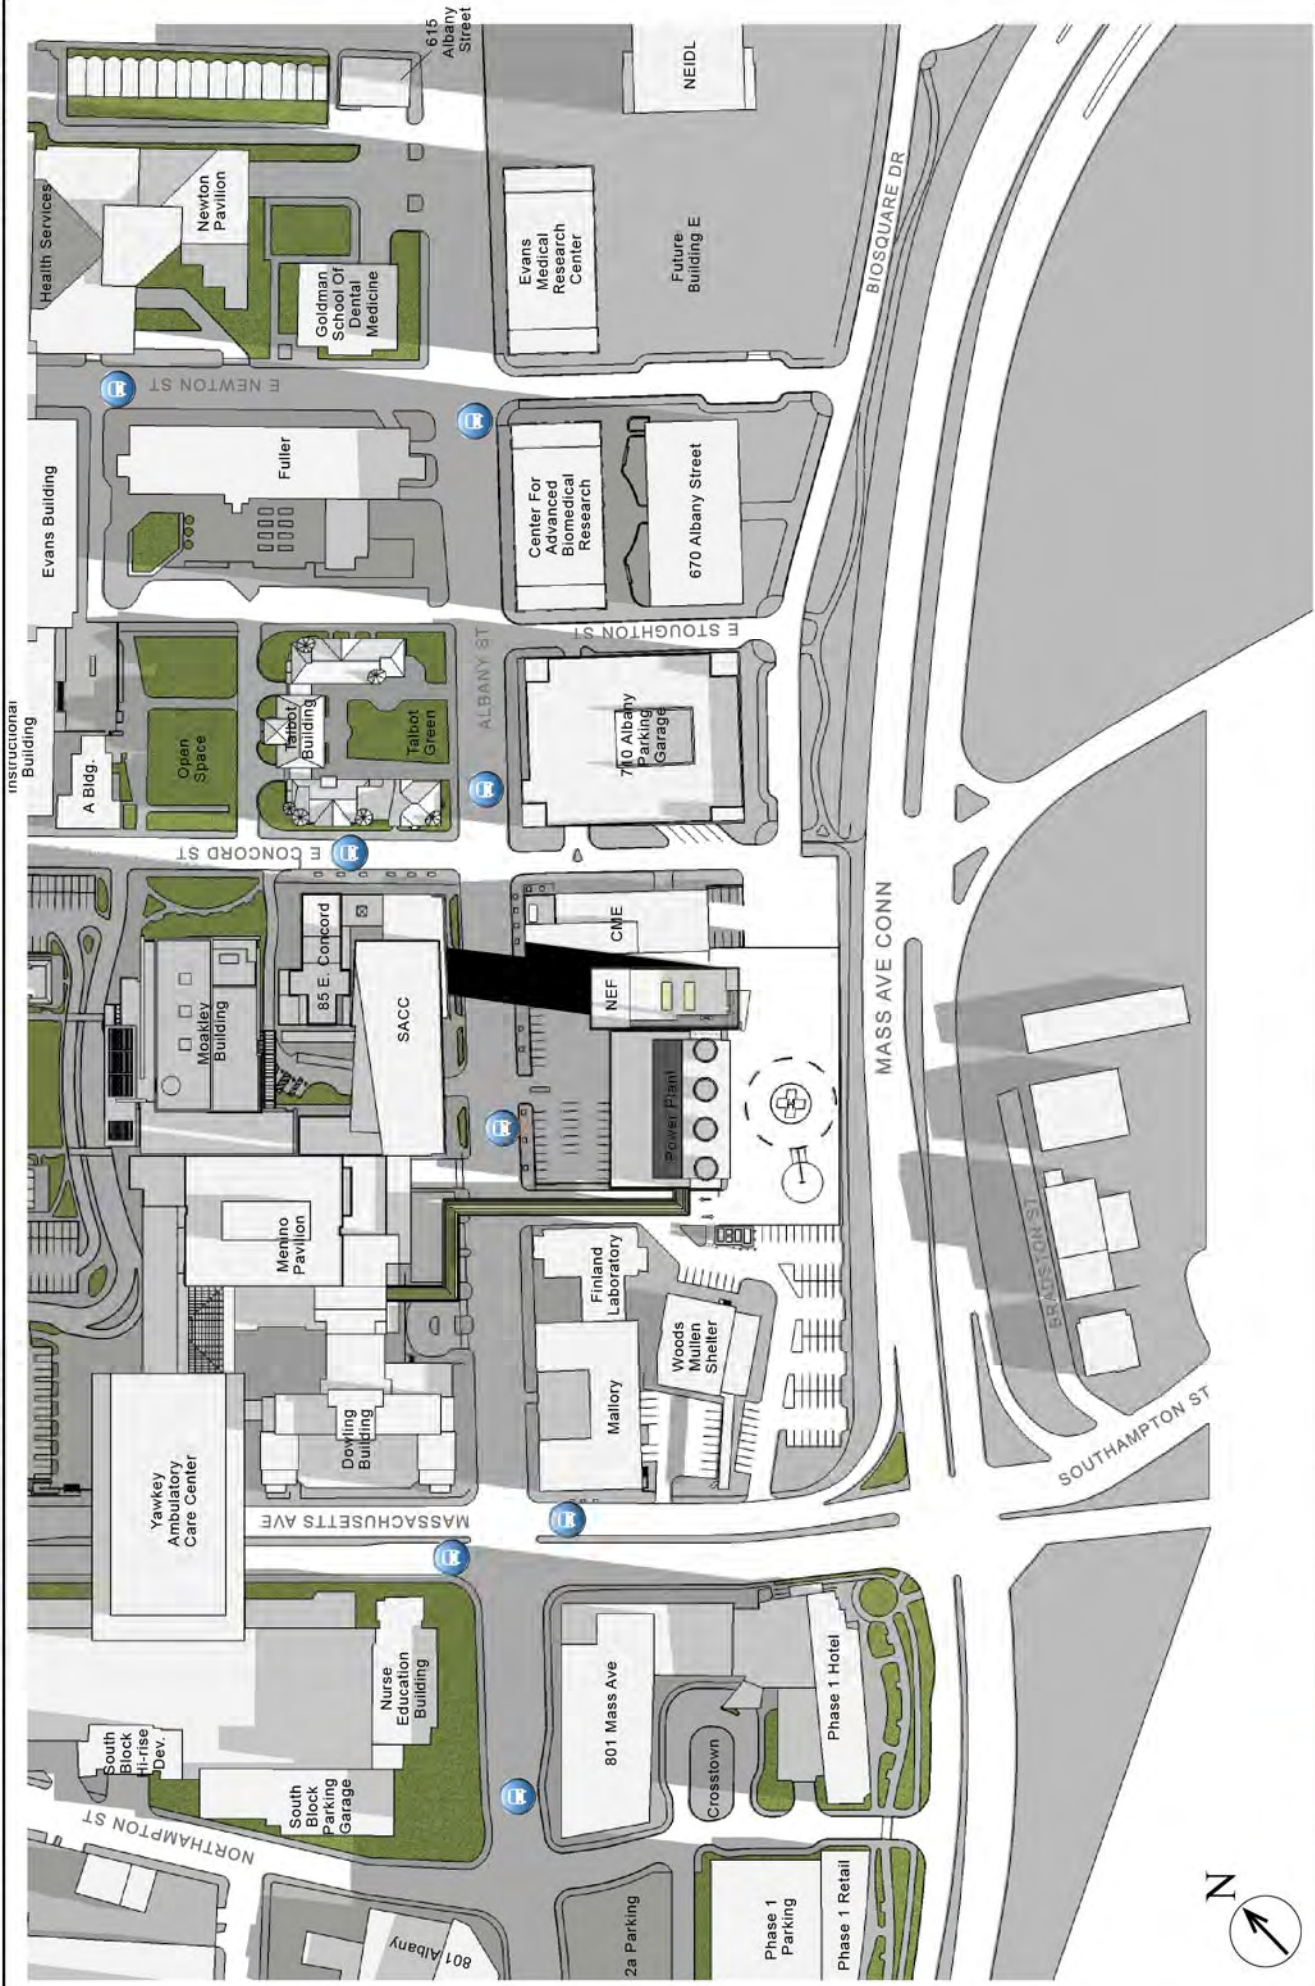 615
Albany
Street
NEIDL
Health Services
Newton
Pavilion
Goldman
School Of
Dental
Medicine
Evans
Medical
Research
Center
Future
Building E
BIOSQUARE DR
E NEWTON ST
Evans Building
Fuller
Center For
Advanced
Biomedical
Research
670 Albany Street
E STOUGHTON ST
ALBANY ST
Instructional
Building
A Bldg.
Open
Space
Talbot
Building
Talbot
Green
710 Albany
Parking
Garage
E CONCORD ST
MASS AVE CONN
Moakley
Building
85 E. Concord
SACC
CME
NEF
Power Plant
H
Menino
Pavilion
Finland
Laboratory
Woods
Mullen
Shelter
Mallory
BRADSTON ST
SOUTHAMPTON ST
Yawkey
Ambulatory
Care Center
Dowling
Building
MASSACHUSETTS AVE
Nurse
Education
Building
801 Mass Ave
Phase 1 Hotel
Crosstown
South
Block
Hi-rise
Dev.
South
Block
Parking
Garage
NORTHAMPTON ST
801 Albany
2a Parking
Phase 1
Parking
Phase 1 Retail
N